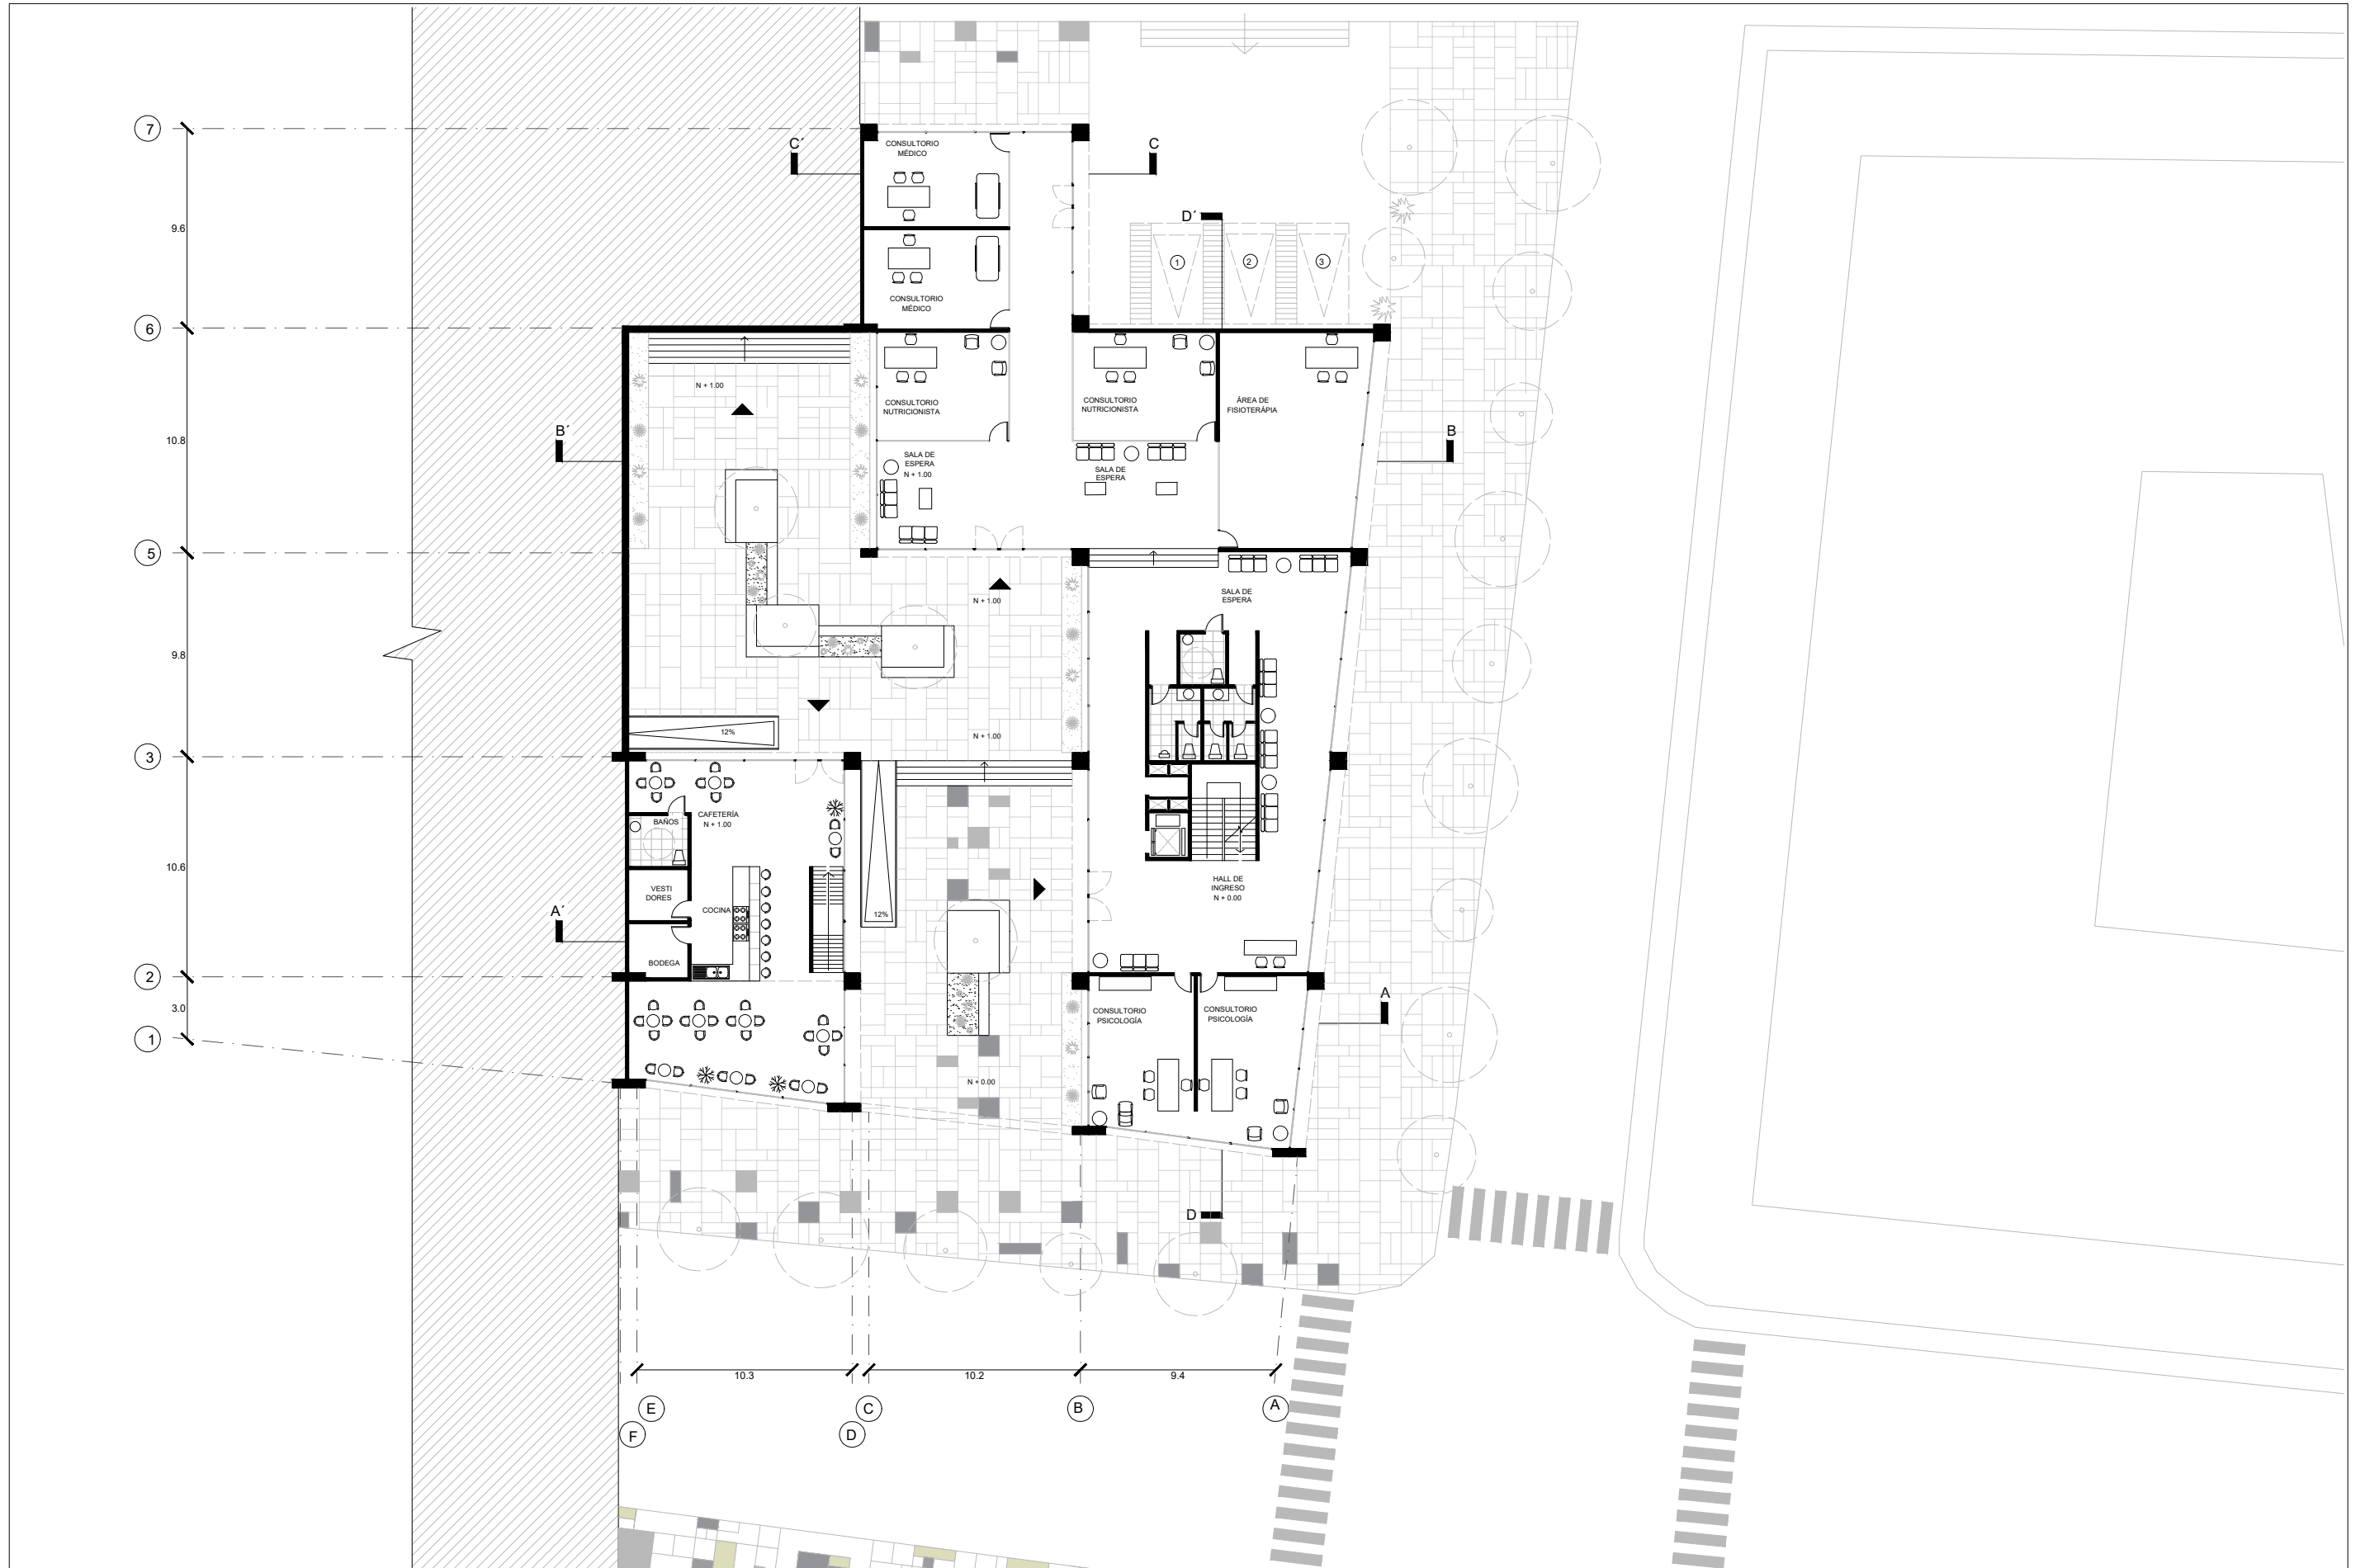 7
C´
C
CONSULTORIO
MÉDICO
9.6
D´
1
2
3
CONSULTORIO
MÉDICO
6
N + 1.00
CONSULTORIO
NUTRICIONISTA
CONSULTORIO
NUTRICIONISTA
ÁREA DE
FISIOTERÁPIA
10.8
B´
B
SALA DE
ESPERA
N + 1.00
SALA DE
ESPERA
5
N + 1.00
SALA DE
ESPERA
9.8
12%
N + 1.00
3
CAFETERÍA
N + 1.00
BAÑOS
10.6
VESTI
DORES
COCINA
HALL DE
INGRESO
N + 0.00
A´
12%
BODEGA
2
3.0
A
CONSULTORIO
PSICOLOGÍA
CONSULTORIO
PSICOLOGÍA
1
N + 0.00
D
10.3
10.2
9.4
E
C
B
A
F
D